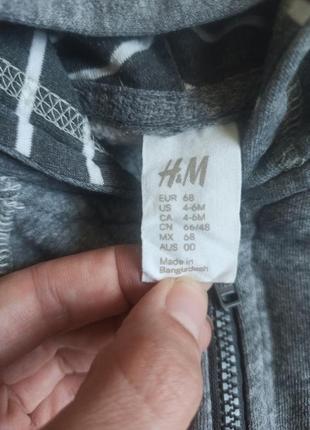 H&M
EUR 68
US 4-6M
CA 4-6M
CN 66/48
MX 68
AUS 00
Made in
Bangladesh